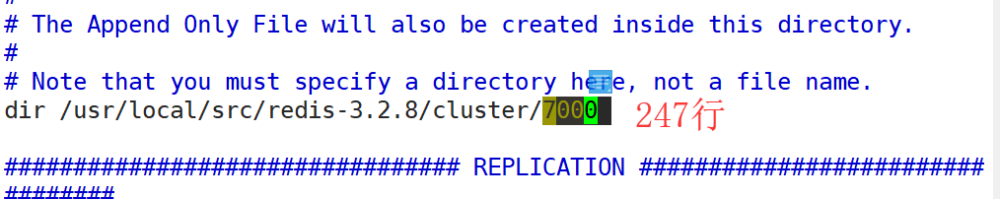 #
# The Append Only File will also be created inside this directory.
#
# Note that you must specify a directory here, not a file name.
dir /usr/local/src/redis-3.2.8/cluster/7000 247行
################################# REPLICATION #########################
########